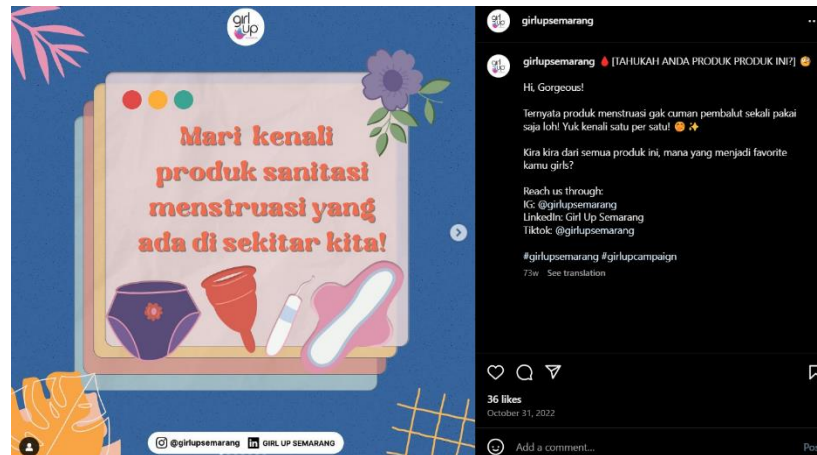 girl up
Mari kenali
produk sanitasi
menstruasi yang
ada di sekitar kita!
@girlupsemarang in GIRL UP SEMARANG
girlupsemarang
girlupsemarang 🩸 [TAHUKAH ANDA PRODUK PRODUK INI?] 🤔
Hi, Gorgeous!
Ternyata produk menstruasi gak cuman pembalut sekali pakai
saja loh! Yuk kenali satu per satu! 🤭 ✨
Kira kira dari semua produk ini, mana yang menjadi favorite
kamu girls?
Reach us through:
IG: @girlupsemarang
LinkedIn: Girl Up Semarang
Tiktok: @girlupsemarang
#girlupsemarang #girlupcampaign
73w See translation
36 likes
October 31, 2022
Add a comment...